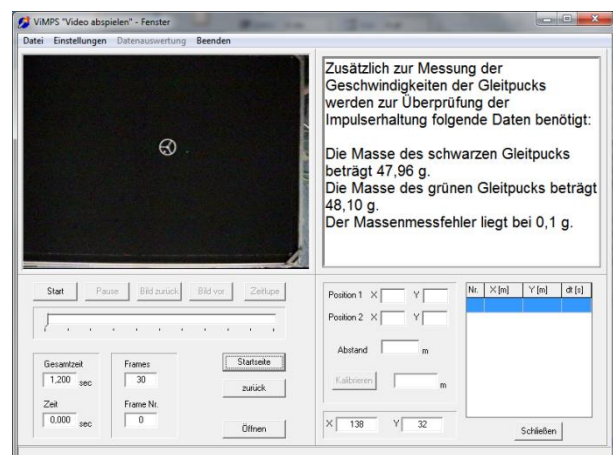 ViMPS "Video abspielen" - Fenster
Datei Einstellungen Datenauswertung Beenden
Zusätzlich zur Messung der
Geschwindigkeiten der Gleitpucks
werden zur Überprüfung der
Impulserhaltung folgende Daten benötigt:
Die Masse des schwarzen Gleitpucks
beträgt 47,96 g.
Die Masse des grünen Gleitpucks beträgt
48,10 g.
Der Massenmessfehler liegt bei 0,1 g.
Start Pause Bild zurück Bild vor Zeitlupe
Gesamtzeit
1,200 sec
Zeit
0,000 sec
Frames
30
Frame Nr.
0
Startseite
zurück
Öffnen
Position 1 X Y
Position 2 X Y
Abstand m
Kalibrieren m
X 138 Y 32
Nr. X [m] Y [m] dt [s]
Schließen